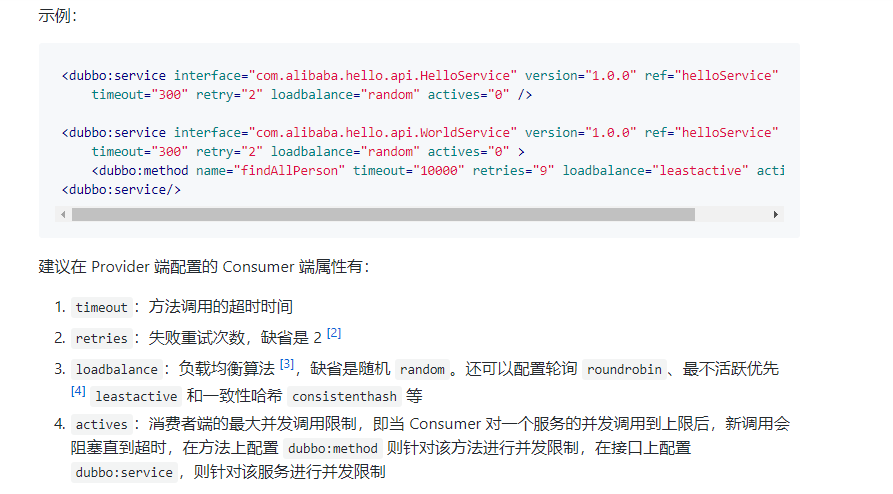 示例：
<dubbo:service interface="com.alibaba.hello.api.HelloService" version="1.0.0" ref="helloService"
timeout="300" retry="2" loadbalance="random" actives="0" />
<dubbo:service interface="com.alibaba.hello.api.WorldService" version="1.0.0" ref="helloService"
timeout="300" retry="2" loadbalance="random" actives="0" >
<dubbo:method name="findAllPerson" timeout="10000" retries="9" loadbalance="leastactive" acti
<dubbo:service/>
建议在 Provider 端配置的 Consumer 端属性有：
1. timeout：方法调用的超时时间
2. retries：失败重试次数，缺省是 2 [2]
3. loadbalance：负载均衡算法 [3]，缺省是随机 random。还可以配置轮询 roundrobin、最不活跃优先
[4] leastactive 和一致性哈希 consistenthash 等
4. actives：消费者端的最大并发调用限制，即当 Consumer 对一个服务的并发调用到上限后，新调用会
阻塞直到超时，在方法上配置 dubbo:method 则针对该方法进行并发限制，在接口上配置
dubbo:service，则针对该服务进行并发限制